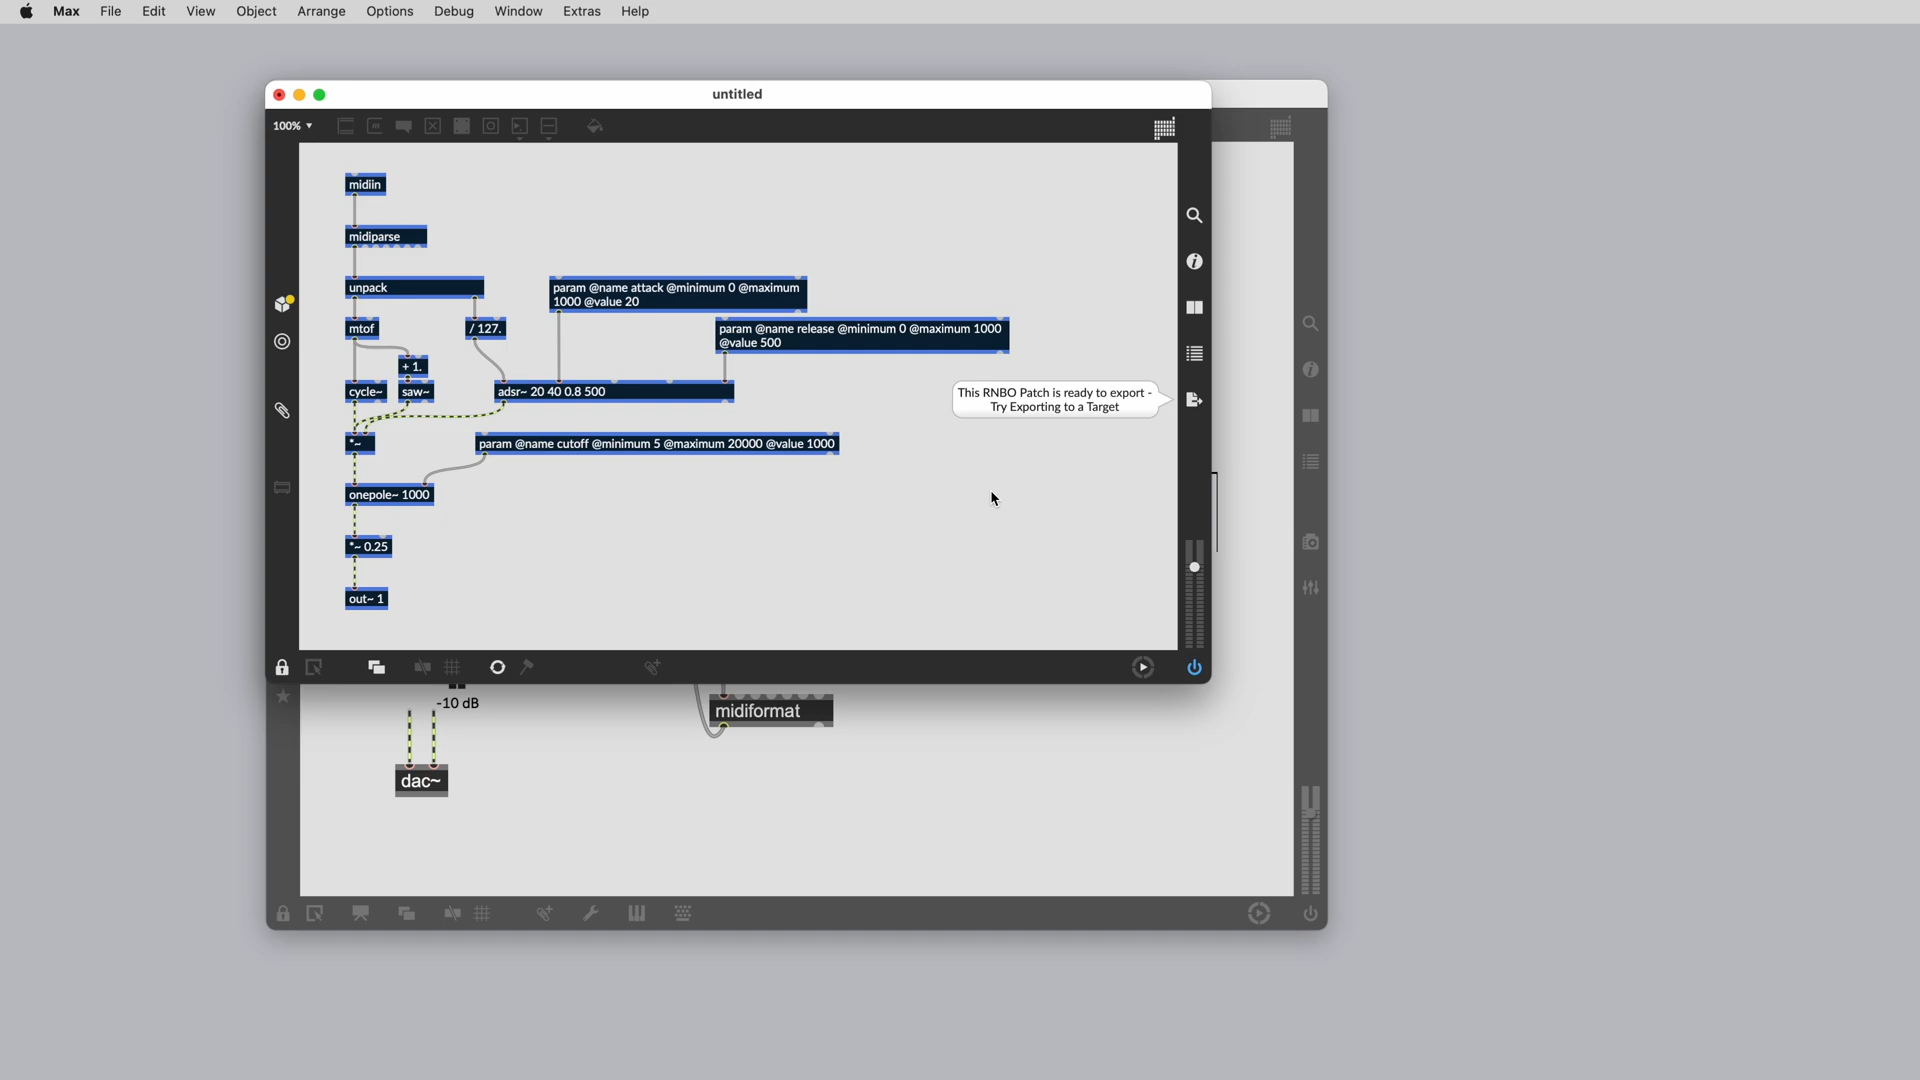 Max File Edit View Object Arrange Options Debug Window Extras Help
untitled
100%
midiin
midiparse
unpack
param @name attack @minimum 0 @maximum
1000 @value 20
mtof
/ 127.
param @name release @minimum 0 @maximum 1000
@value 500
+ 1.
cycle~
saw~
adsr~ 20 40 0.8 500
This RNBO Patch is ready to export -
Try Exporting to a Target
*~
param @name cutoff @minimum 5 @maximum 20000 @value 1000
onepole~ 1000
*~ 0.25
out~ 1
-10 dB
midiformat
dac~